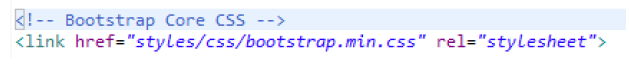 <!-- Bootstrap Core CSS -->
<link href="styles/css/bootstrap.min.css" rel="stylesheet">